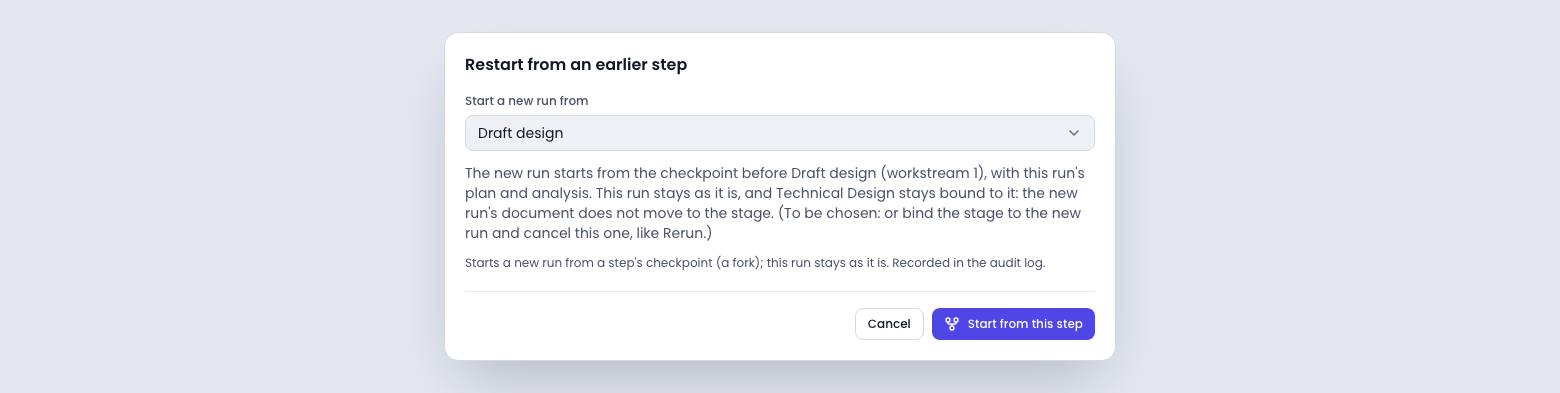 Restart from an earlier step
Start a new run from
Draft design
The new run starts from the checkpoint before Draft design (workstream 1), with this run's
plan and analysis. This run stays as it is, and Technical Design stays bound to it: the new
run's document does not move to the stage. (To be chosen: or bind the stage to the new
run and cancel this one, like Rerun.)
Starts a new run from a step's checkpoint (a fork); this run stays as it is. Recorded in the audit log.
Cancel
Start from this step